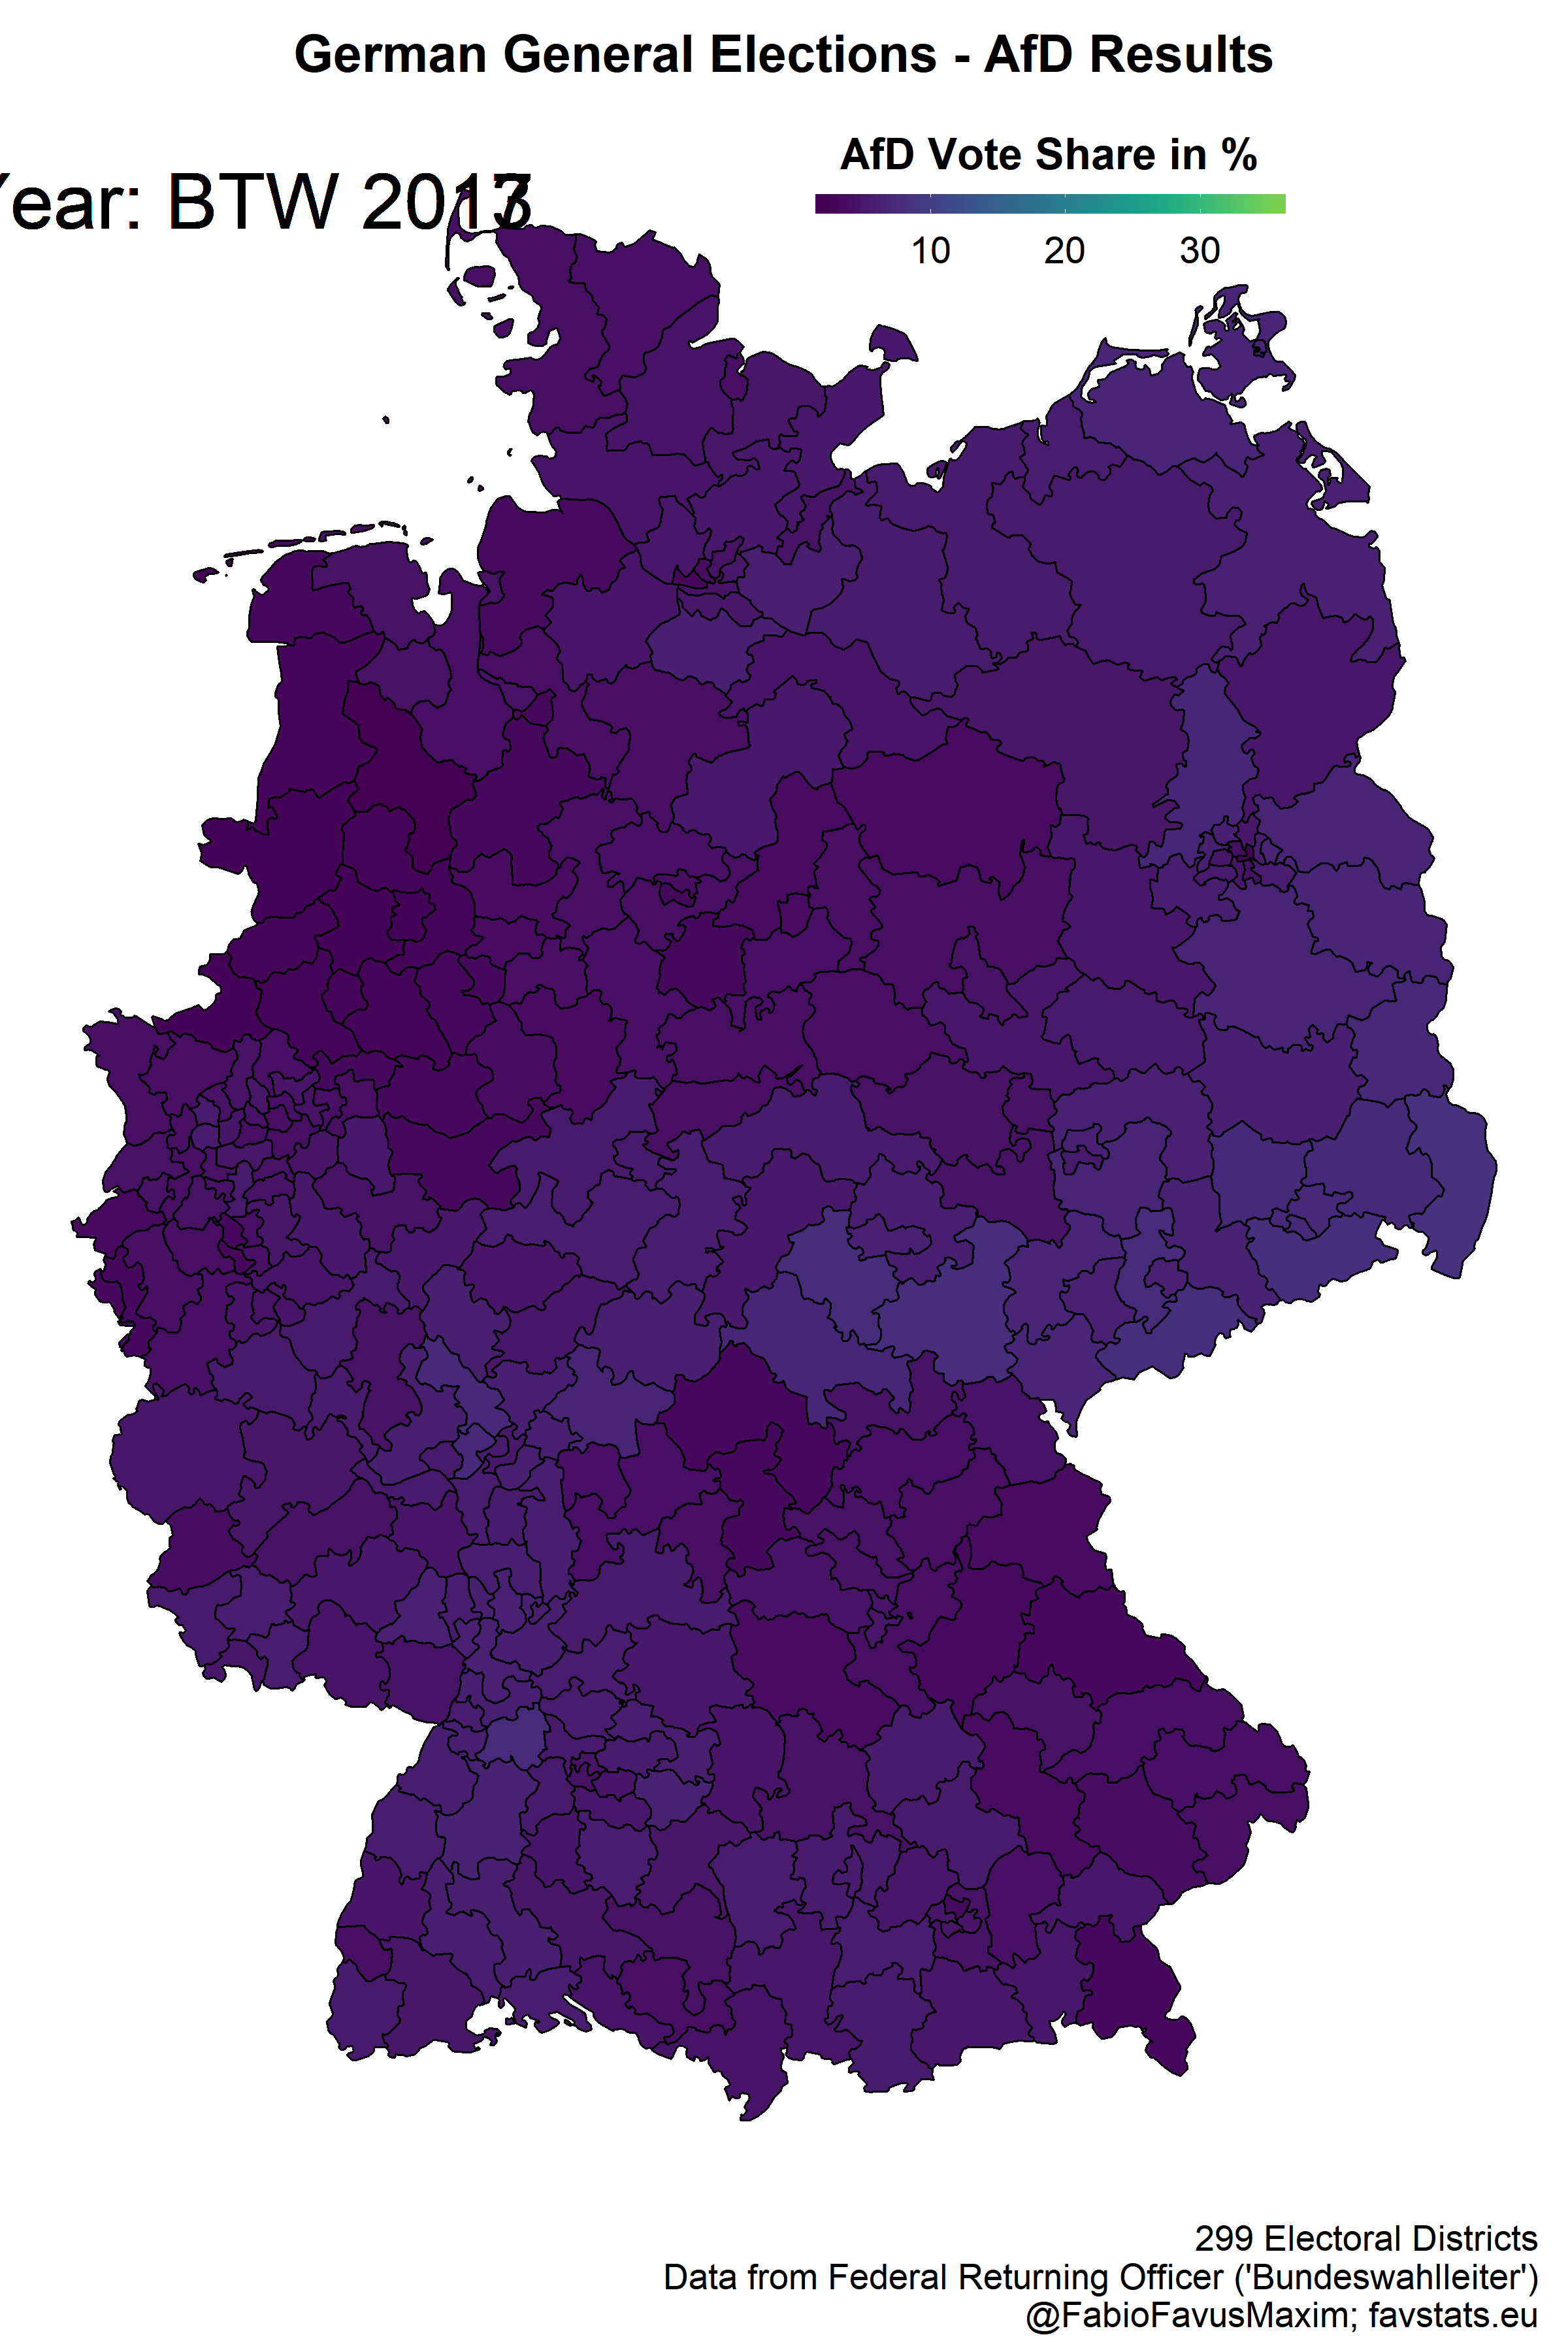 German General Elections - AfD Results
AfD Vote Share in %
Year: BTW 201
10 20 30
299 Electoral Districts
Data from Federal Returning Officer ('Bundeswahlleiter')
@FabioFavusMaxim; favstats.eu